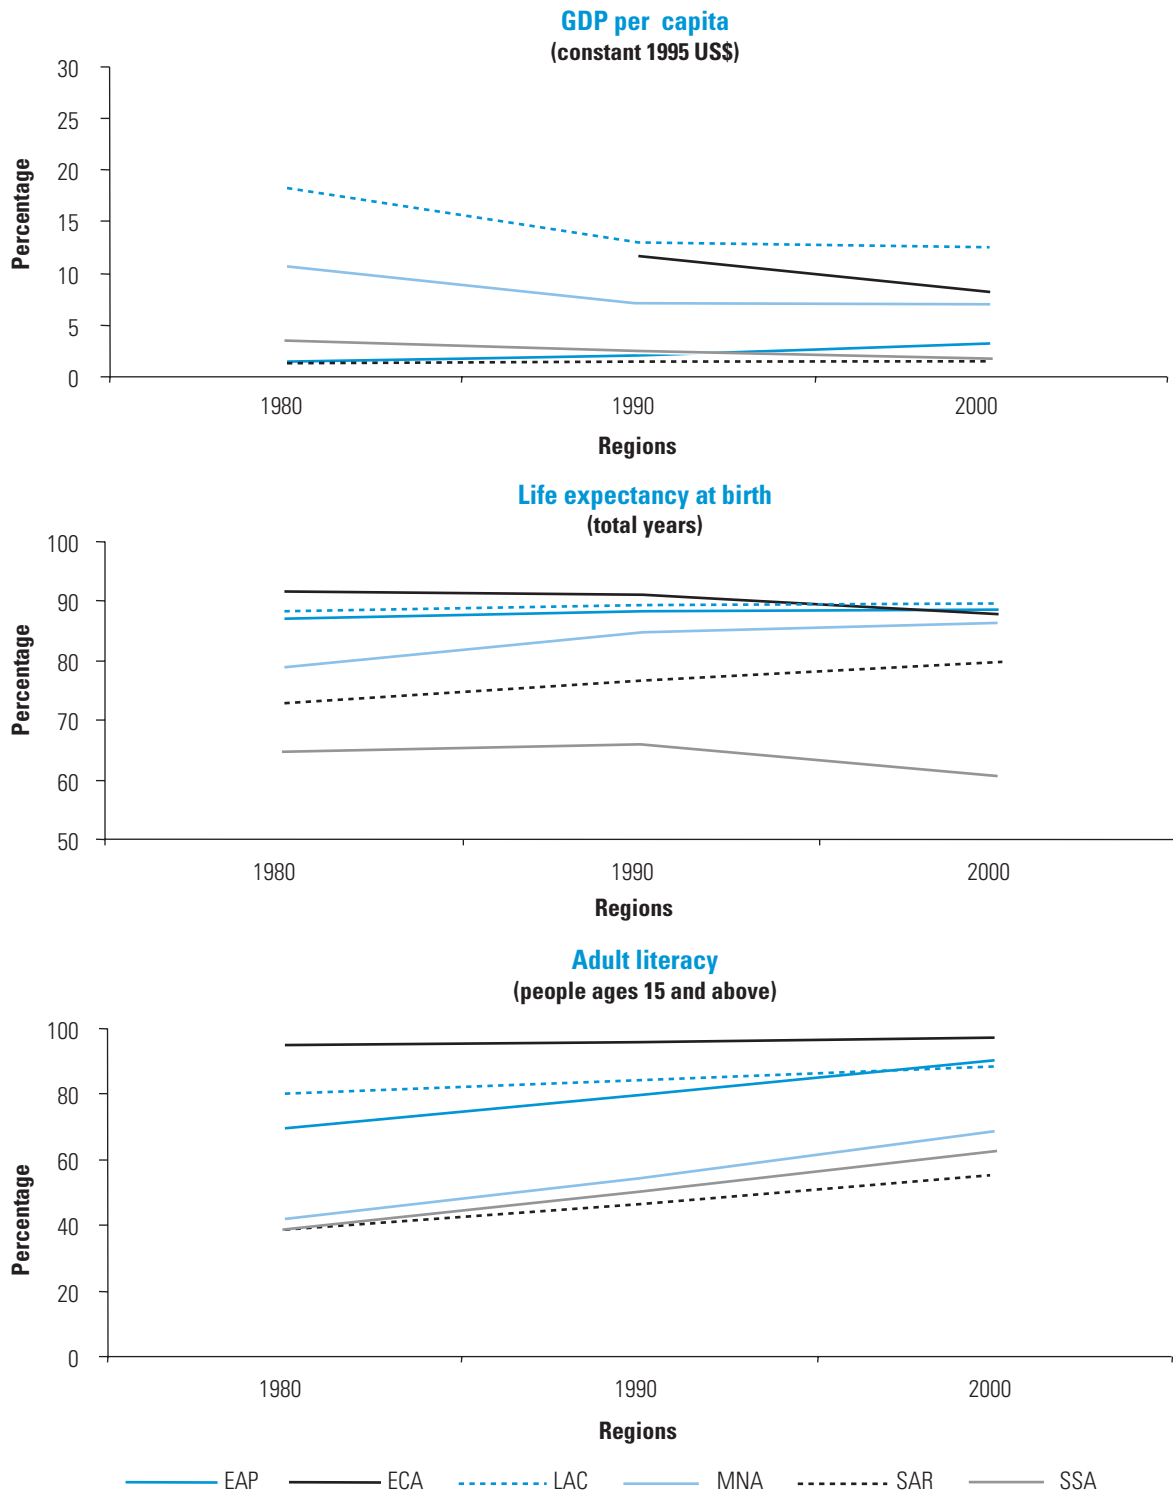 GDP per capita
(constant 1995 US$)
30
25
20
15
10
5
0
Percentage
1980 1990 2000
Regions
Life expectancy at birth
(total years)
100
90
80
70
60
50
Percentage
1980 1990 2000
Regions
Adult literacy
(people ages 15 and above)
100
80
60
40
20
0
Percentage
1980 1990 2000
Regions
EAP ECA LAC MNA SAR SSA